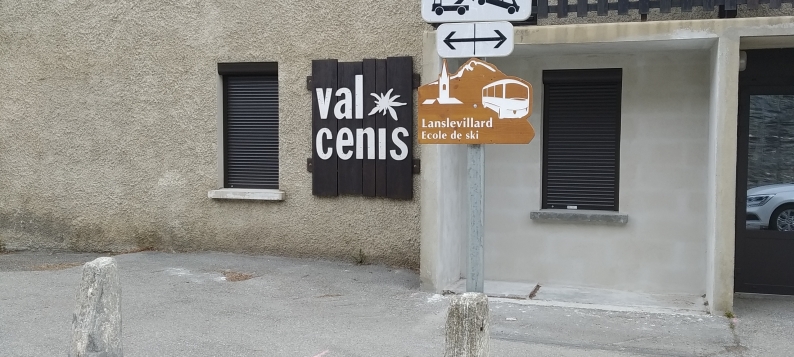 val
cenis
Lanslevillard
Ecole de ski